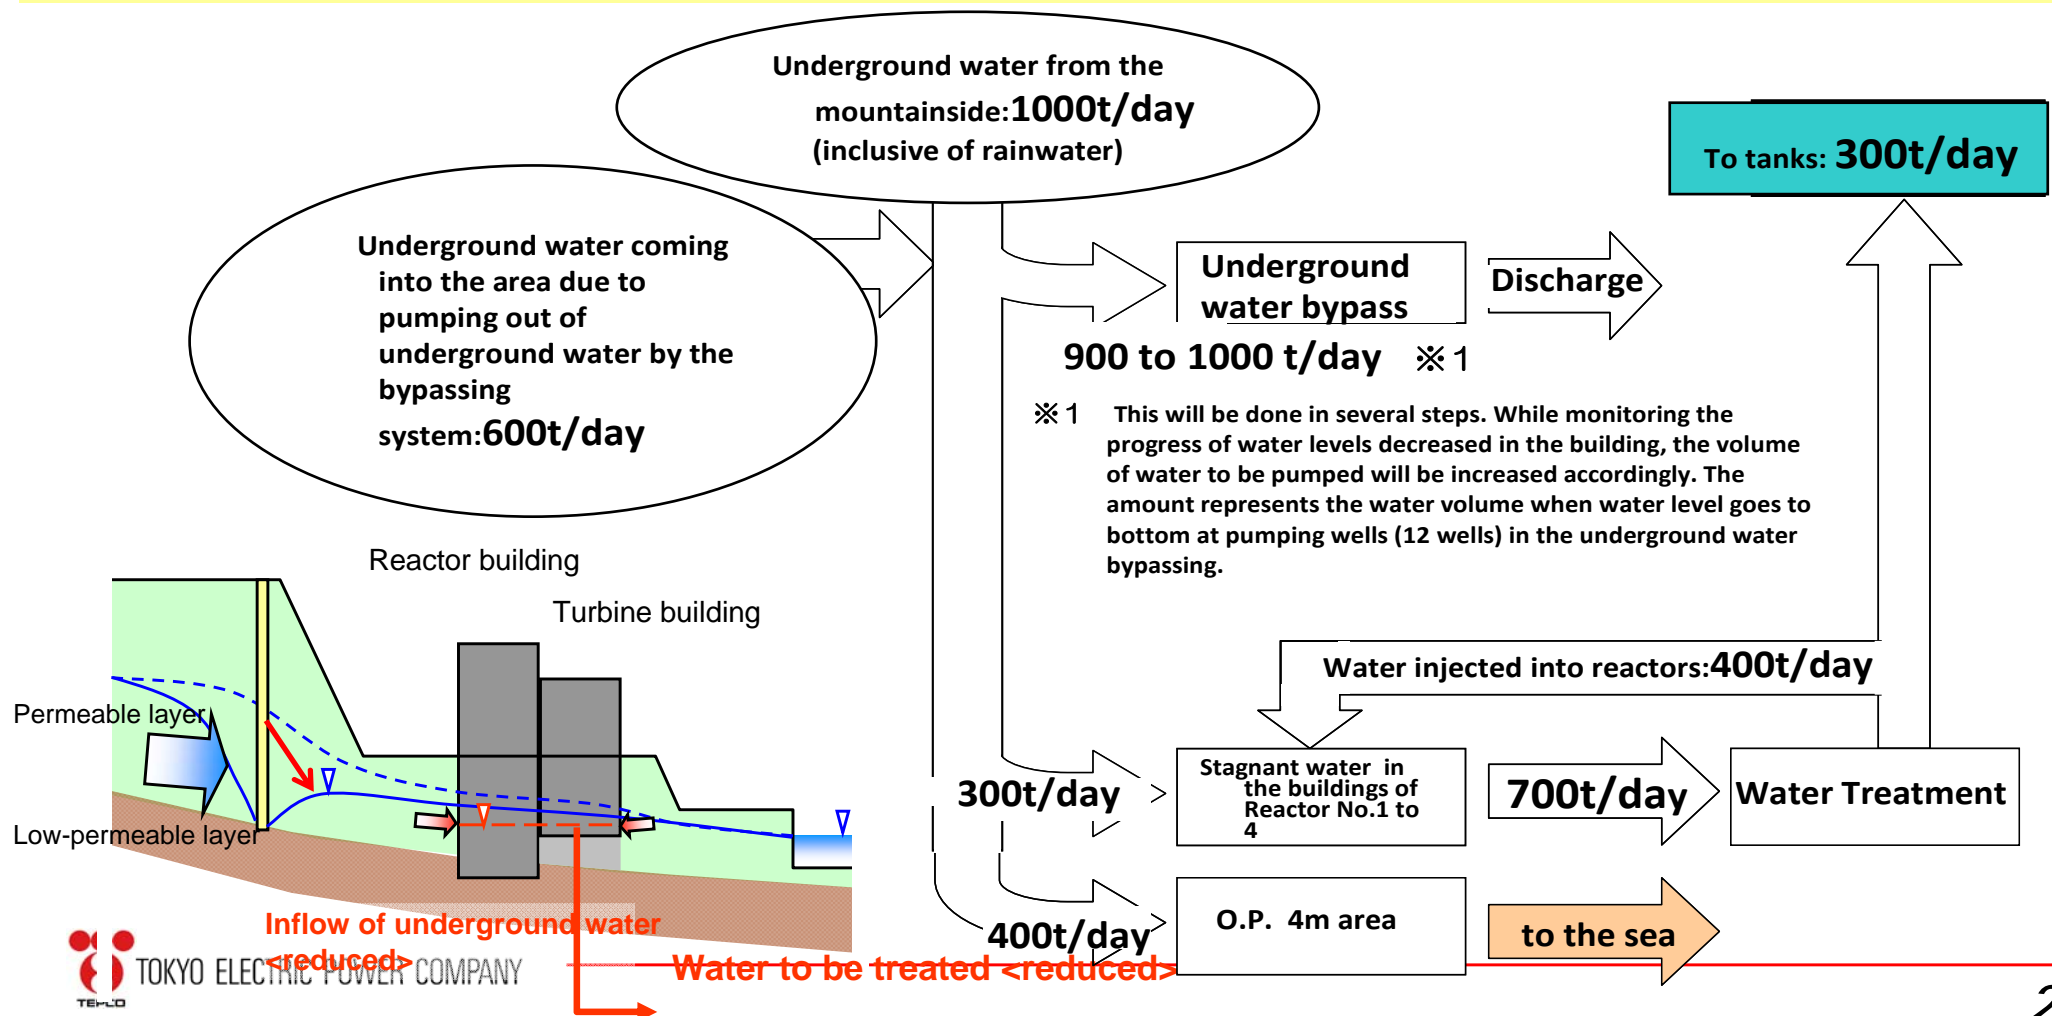 Underground water from the
mountainside:1000t/day
(inclusive of rainwater)
To tanks: 300t/day
Underground water coming
into the area due to
pumping out of
underground water by the
bypassing
system:600t/day
Underground
water bypass
Discharge
900 to 1000 t/day ※1
※1 This will be done in several steps. While monitoring the
progress of water levels decreased in the building, the volume
of water to be pumped will be increased accordingly. The
amount represents the water volume when water level goes to
bottom at pumping wells (12 wells) in the underground water
bypassing.
Reactor building
Turbine building
Permeable layer
Low-permeable layer
Water injected into reactors:400t/day
300t/day
Stagnant water in
the buildings of
Reactor No.1 to
4
700t/day
Water Treatment
400t/day
O.P. 4m area
to the sea
Inflow of underground water
<reduced>
Water to be treated <reduced>
TOKYO ELECTRIC POWER COMPANY
TEPCO
2